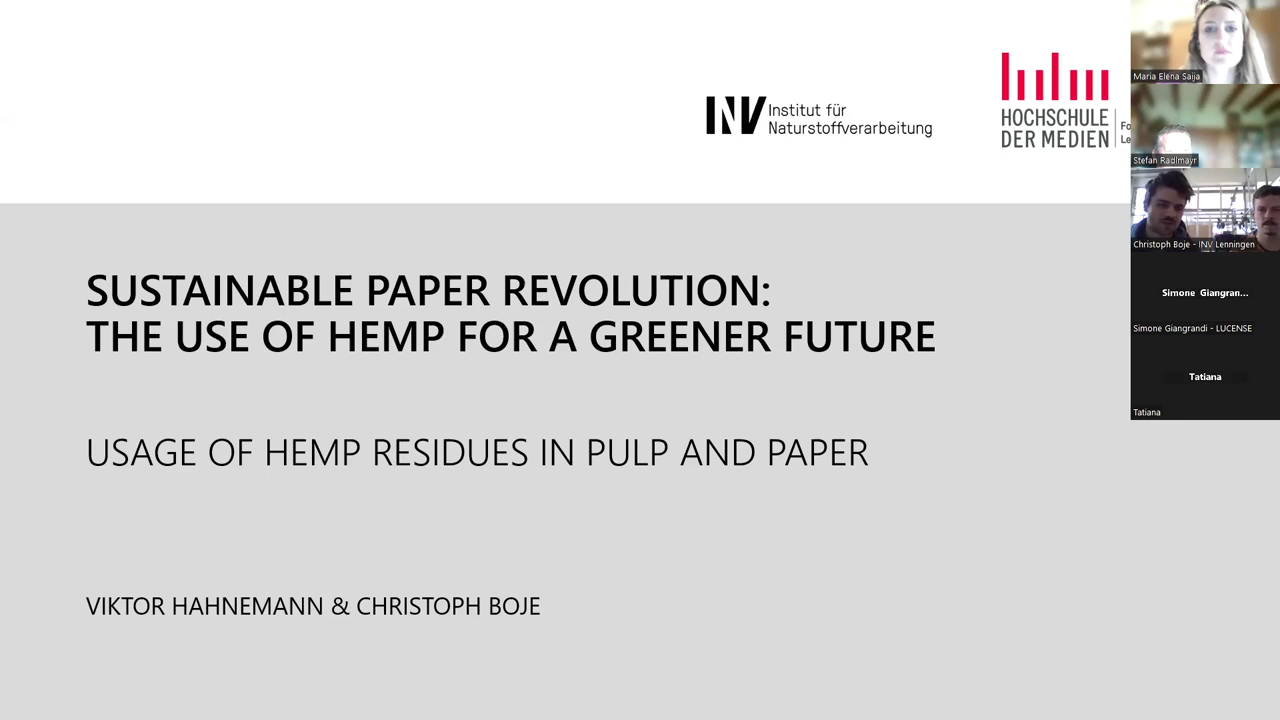 INV Institut für
Naturstoffverarbeitung
HOCHSCHULE
DER MEDIEN
SUSTAINABLE PAPER REVOLUTION:
THE USE OF HEMP FOR A GREENER FUTURE
USAGE OF HEMP RESIDUES IN PULP AND PAPER
VIKTOR HAHNEMANN & CHRISTOPH BOJE
Maria Elena Saija
Stefan Radlmayr
Christoph Boje - INV Lenningen
Simone Giangran...
Simone Giangrandi - LUCENSE
Tatiana
Tatiana